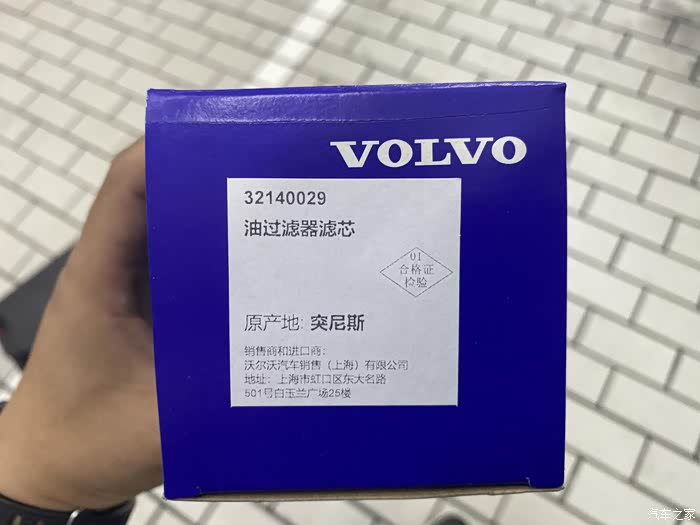 VOLVO
32140029
油过滤器滤芯
01
合格证
检验
原产地: 突尼斯
销售商和进口商:
沃尔沃汽车销售（上海）有限公司
地址: 上海市虹口区东大名路
501号白玉兰广场25楼
汽车之家